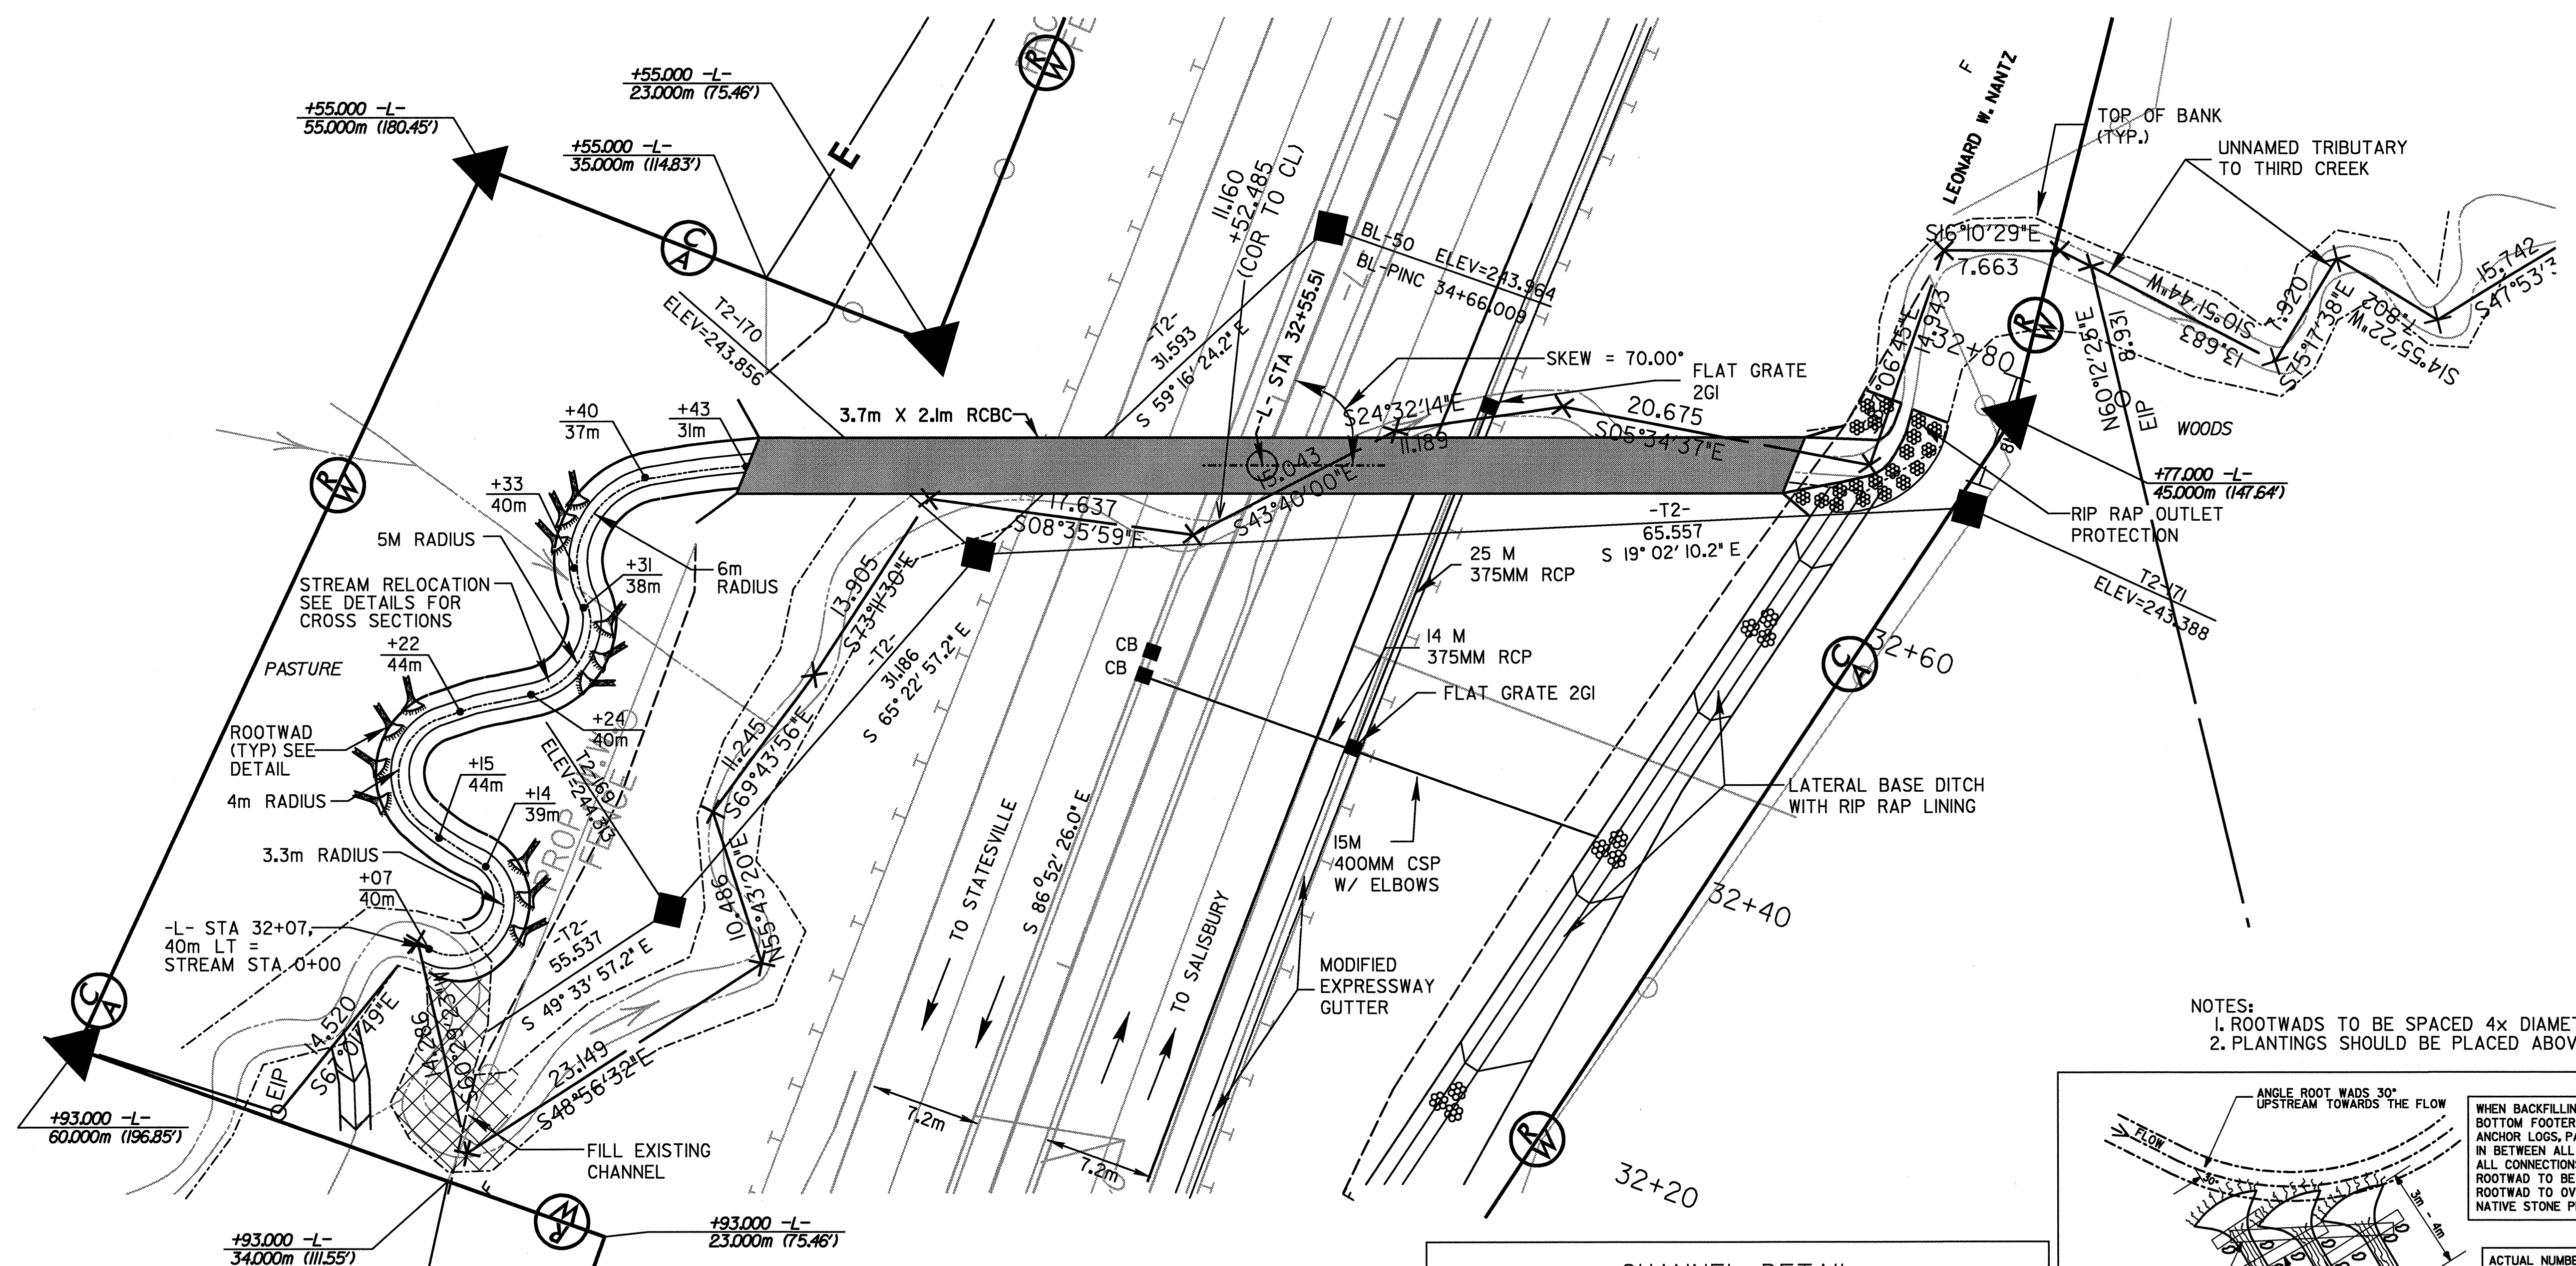 +55.000 -L-
55.000m (180.45')
+55.000 -L-
23.000m (75.46')
+55.000 -L-
35.000m (114.83')
E
R/W
C/A
R/W
C/A
T2-170
ELEV=243.856
11.160
+52.485
(COR TO CL)
-L- STA 32+55.51
BL-50 ELEV=243.964
BL-PINC 34+66.009
-T2-
31.593
S 59° 16' 24.2" E
SKEW = 70.00°
FLAT GRATE
2GI
LEONARD W. NANTZ
F
TOP OF BANK
(TYP.)
UNNAMED TRIBUTARY
TO THIRD CREEK
S16°10'29"E
7.663
14.943
32+80
R/W
N60°12'25"E
8.931
EIP
S10°51'44"W
13.683
7.920
S75°17'38"E
7.802
S14°55'22"W
15.742
S47°53'3
WOODS
+77.000 -L-
45.000m (147.64')
RIP RAP OUTLET
PROTECTION
T2-171
ELEV=243.388
3.7m X 2.1m RCBC
+43
31m
+40
37m
+33
40m
5M RADIUS
6m
RADIUS
+31
38m
STREAM RELOCATION
SEE DETAILS FOR
CROSS SECTIONS
+22
44m
PASTURE
+24
40m
ROOTWAD
(TYP) SEE
DETAIL
4m RADIUS
+15
44m
+14
39m
3.3m RADIUS
+07
40m
-L- STA 32+07,
40m LT =
STREAM STA 0+00
T2-169
ELEV=244.313
PROP
FENCE
S24°32'14"E
11.189
20.675
S05°34'37"E
15.043
S43°40'00"E
17.637
S08°35'59"E
13.905
S73°11'30"E
-T2-
31.186
S 65° 22' 57.2" E
11.245
S69°43'56"E
10.486
N55°43'20"E
-T2-
55.537
S 49° 33' 57.2" E
23.149
S48°56'32"E
14.520
EIP
-T2-
65.557
S 19° 02' 10.2" E
25 M
375MM RCP
14 M
375MM RCP
FLAT GRATE 2GI
CB
CB
15M
400MM CSP
W/ ELBOWS
LATERAL BASE DITCH
WITH RIP RAP LINING
C/A
32+60
32+40
32+20
R/W
TO STATESVILLE
S 86° 52' 26.0" E
TO SALISBURY
MODIFIED
EXPRESSWAY
GUTTER
7.2m
7.2m
F
F
FILL EXISTING
CHANNEL
+93.000 -L-
60.000m (196.85')
+93.000 -L-
34.000m (111.55')
+93.000 -L-
23.000m (75.46')
C/A
R/W
NOTES:
1. ROOTWADS TO BE SPACED 4x DIAMET
2. PLANTINGS SHOULD BE PLACED ABOV
ANGLE ROOT WADS 30°
UPSTREAM TOWARDS THE FLOW
FLOW
30°
3m - 4m
WHEN BACKFILLIN
BOTTOM FOOTER
ANCHOR LOGS, PA
IN BETWEEN ALL
ALL CONNECTION
ROOTWAD TO BE
ROOTWAD TO OV
NATIVE STONE P
ACTUAL NUMBE